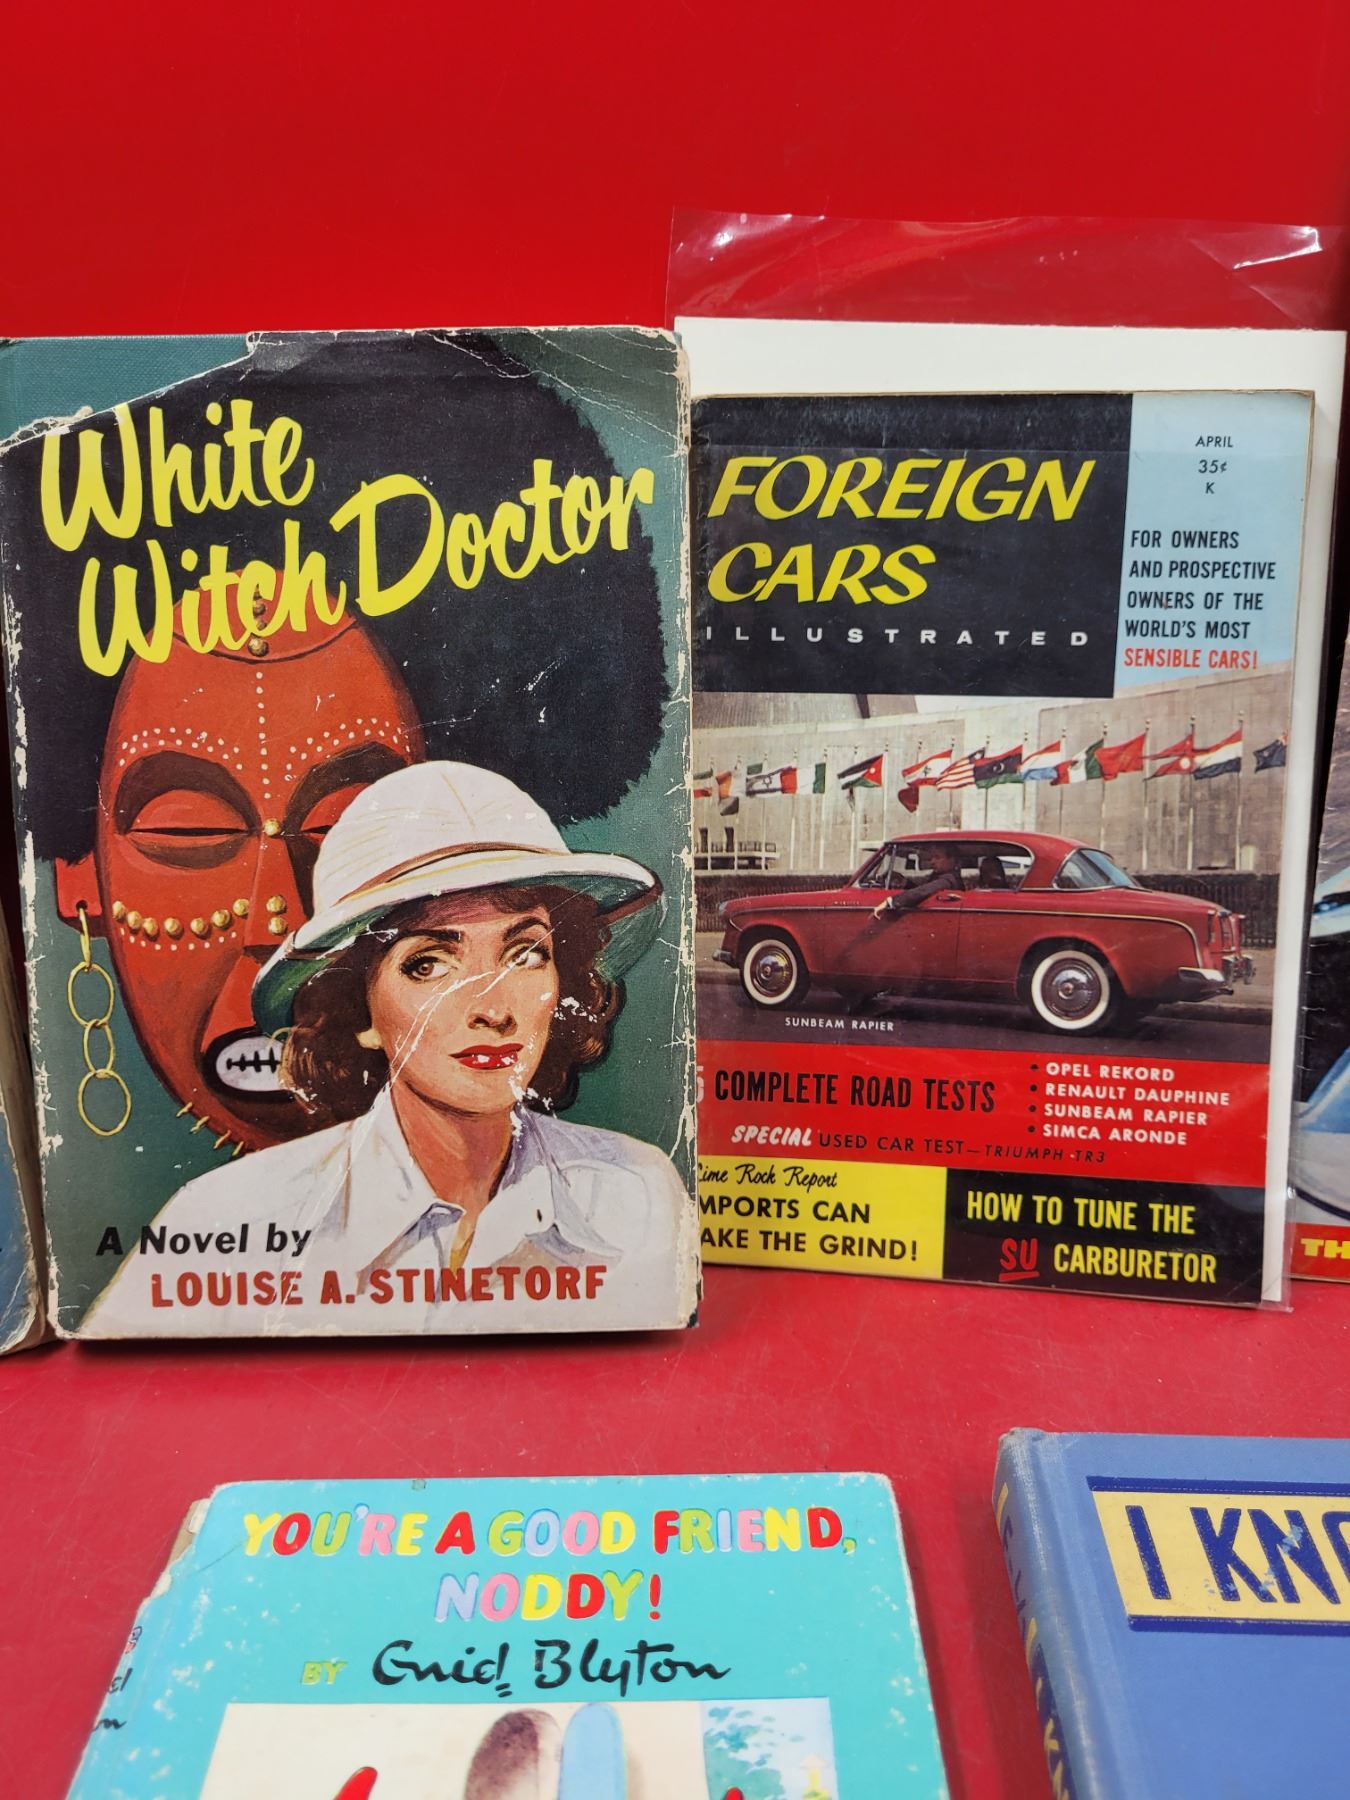 White
Witch Doctor
A Novel by
LOUISE A. STINETORF
FOREIGN
CARS
ILLUSTRATED
APRIL
35¢
K
FOR OWNERS
AND PROSPECTIVE
OWNERS OF THE
WORLD'S MOST
SENSIBLE CARS!
SUNBEAM RAPIER
COMPLETE ROAD TESTS
• OPEL REKORD
• RENAULT DAUPHINE
• SUNBEAM RAPIER
• SIMCA ARONDE
SPECIAL USED CAR TEST—TRIUMPH TR3
Lime Rock Report
MPORTS CAN
AKE THE GRIND!
HOW TO TUNE THE
SU CARBURETOR
TH
YOU'RE A GOOD FRIEND,
NODDY!
BY Enid Blyton
I KNO